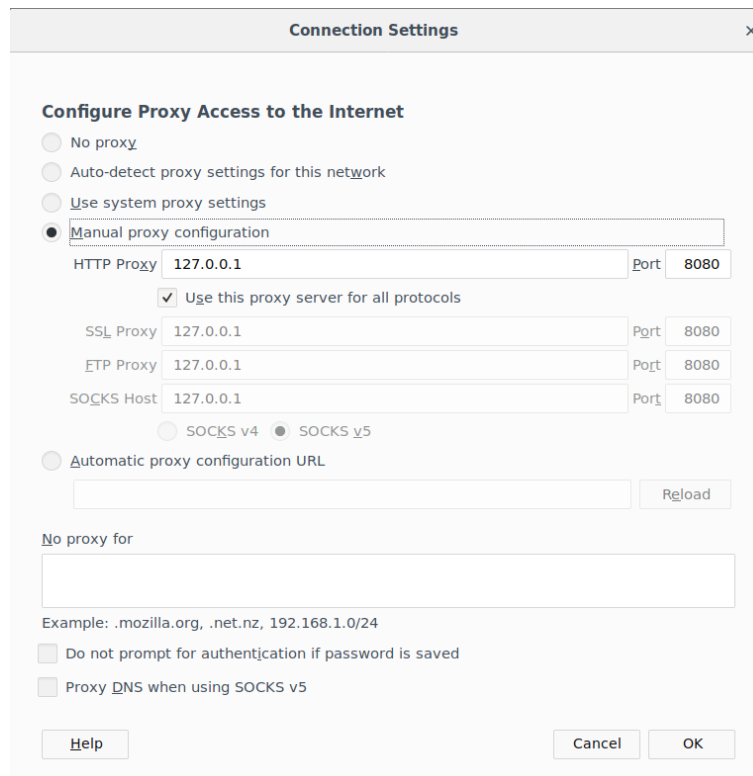 Connection Settings
Configure Proxy Access to the Internet
No proxy
Auto-detect proxy settings for this network
Use system proxy settings
Manual proxy configuration
HTTP Proxy 127.0.0.1 Port 8080
Use this proxy server for all protocols
SSL Proxy 127.0.0.1 Port 8080
FTP Proxy 127.0.0.1 Port 8080
SOCKS Host 127.0.0.1 Port 8080
SOCKS v4 SOCKS v5
Automatic proxy configuration URL
Reload
No proxy for
Example: .mozilla.org, .net.nz, 192.168.1.0/24
Do not prompt for authentication if password is saved
Proxy DNS when using SOCKS v5
Help Cancel OK